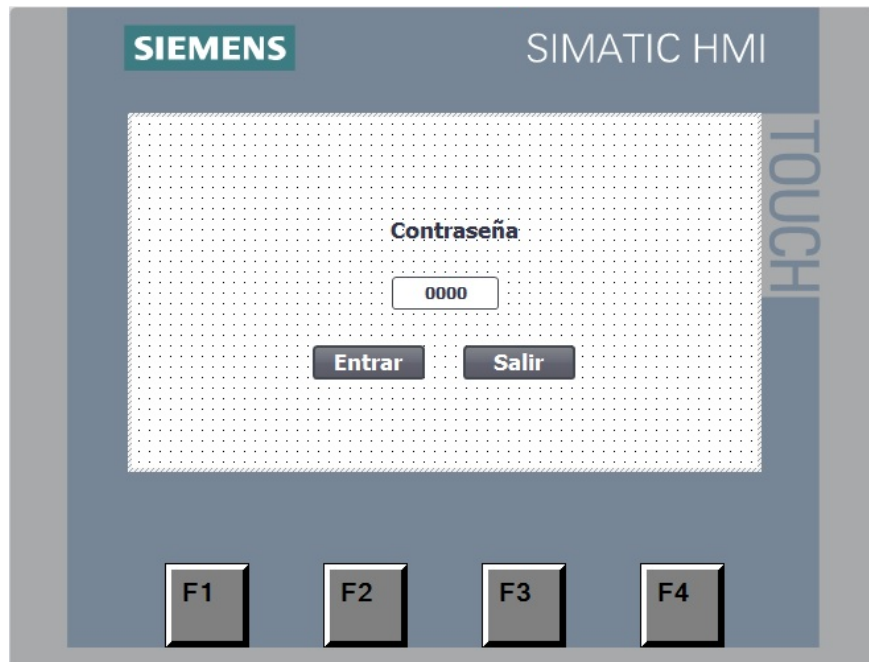 SIEMENS
SIMATIC HMI
TOUCH
Contraseña
0000
Entrar
Salir
F1
F2
F3
F4